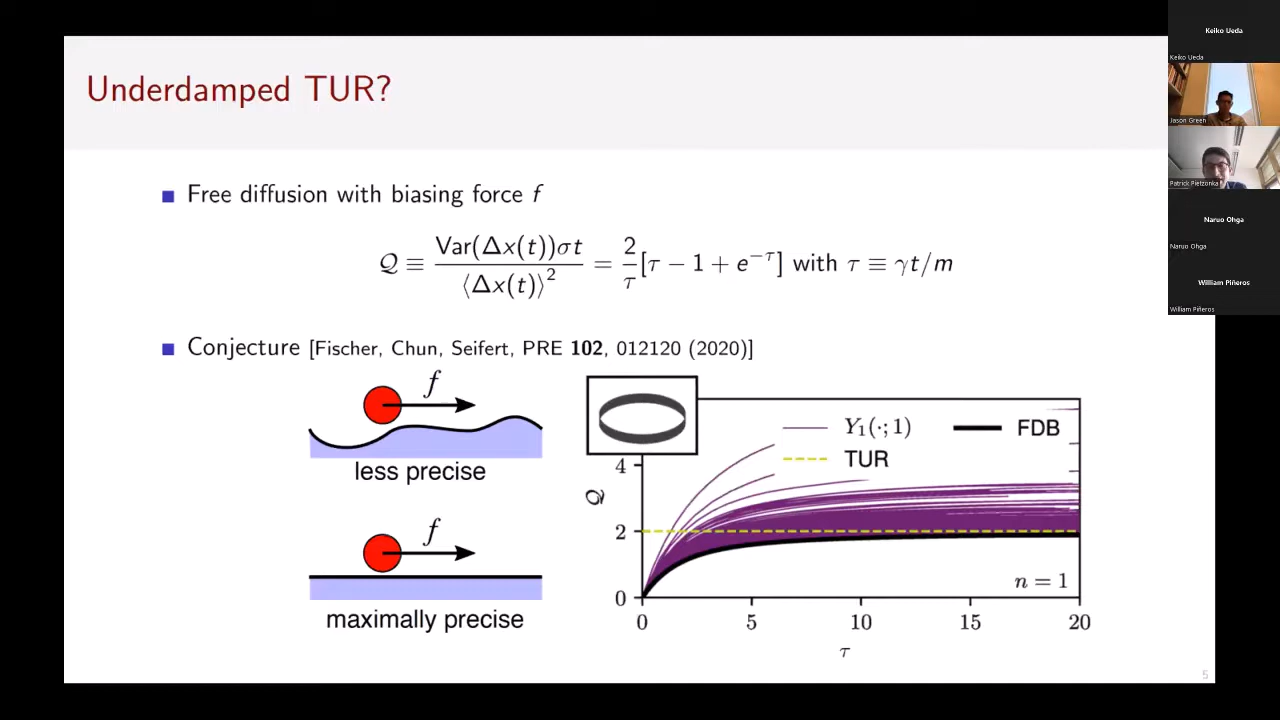 Underdamped TUR?
■ Free diffusion with biasing force f
𝒬 ≡ Var(Δx(t))σt / ⟨Δx(t)⟩² = 2/τ [τ − 1 + e^{−τ}] with τ ≡ γt/m
■ Conjecture [Fischer, Chun, Seifert, PRE 102, 012120 (2020)]
f
less precise
f
maximally precise
Y₁(·; 1)
FDB
TUR
4
2
0
𝒬
n = 1
0 5 10 15 20
τ
5
Keiko Ueda
Keiko Ueda
Jason Green
Patrick Pietzonka
Naruo Ohga
Naruo Ohga
William Piñeros
William Piñeros